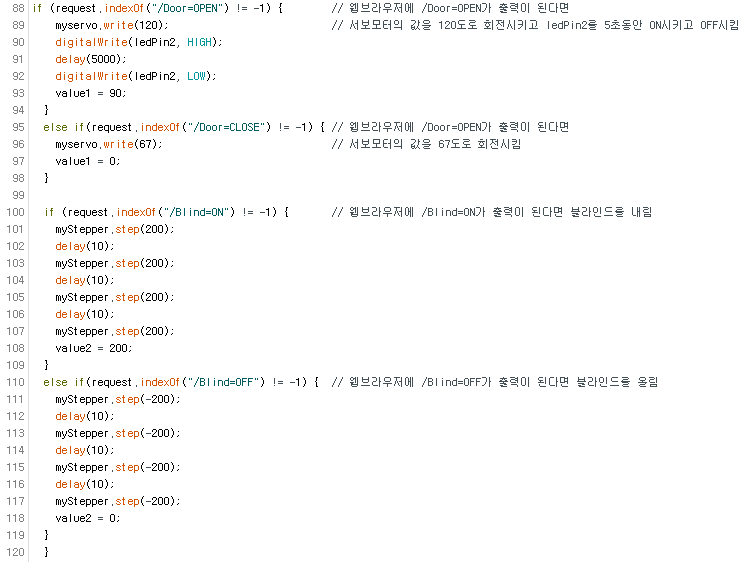 88 if (request.indexOf("/Door=OPEN") != -1) { // 웹브라우저에 /Door=OPEN가 출력이 된다면
89 myservo.write(120); // 서보모터의 값을 120도로 회전시키고 ledPin2를 5초동안 ON시키고 OFF시킴
90 digitalWrite(ledPin2, HIGH);
91 delay(5000);
92 digitalWrite(ledPin2, LOW);
93 value1 = 90;
94 }
95 else if(request.indexOf("/Door=CLOSE") != -1) { // 웹브라우저에 /Door=OPEN가 출력이 된다면
96 myservo.write(67); // 서보모터의 값을 67도로 회전시킴
97 value1 = 0;
98 }
99
100 if (request.indexOf("/Blind=ON") != -1) { // 웹브라우저에 /Blind=ON가 출력이 된다면 블라인드를 내림
101 myStepper.step(200);
102 delay(10);
103 myStepper.step(200);
104 delay(10);
105 myStepper.step(200);
106 delay(10);
107 myStepper.step(200);
108 value2 = 200;
109 }
110 else if(request.indexOf("/Blind=OFF") != -1) { // 웹브라우저에 /Blind=OFF가 출력이 된다면 블라인드를 올림
111 myStepper.step(-200);
112 delay(10);
113 myStepper.step(-200);
114 delay(10);
115 myStepper.step(-200);
116 delay(10);
117 myStepper.step(-200);
118 value2 = 0;
119 }
120 }